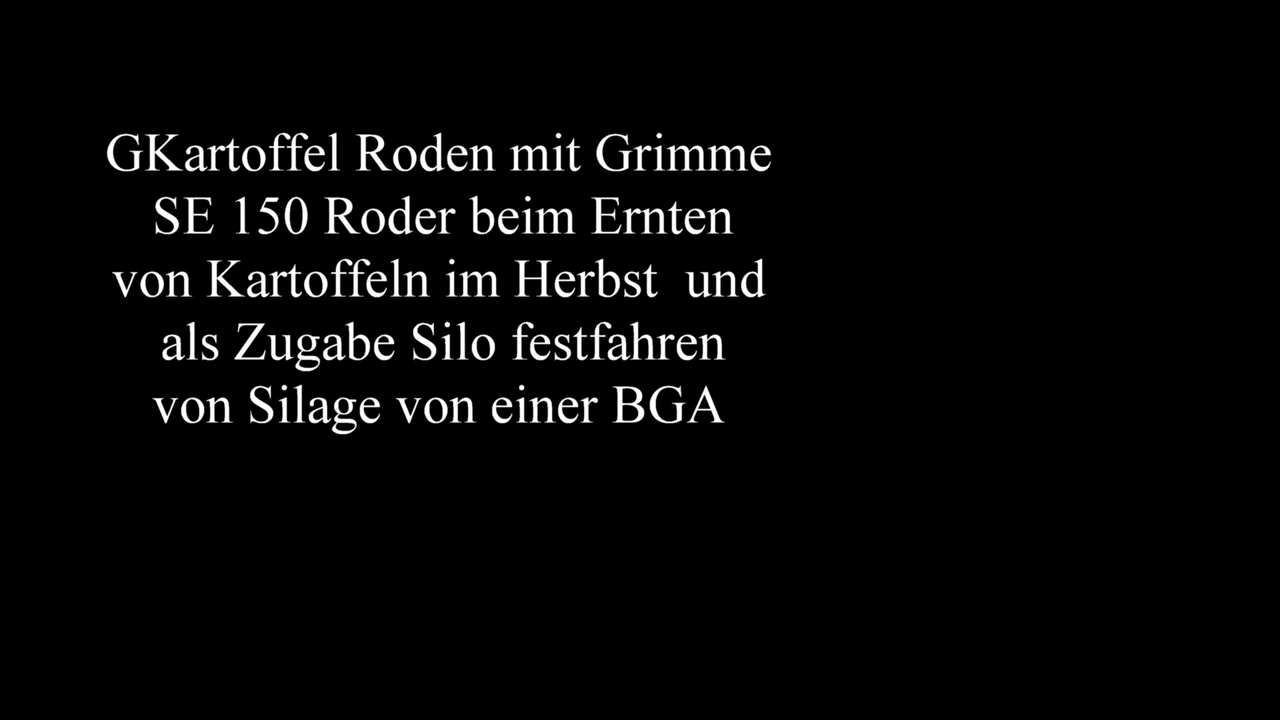 GKartoffel Roden mit Grimme
SE 150 Roder beim Ernten
von Kartoffeln im Herbst  und
als Zugabe Silo festfahren
von Silage von einer BGA